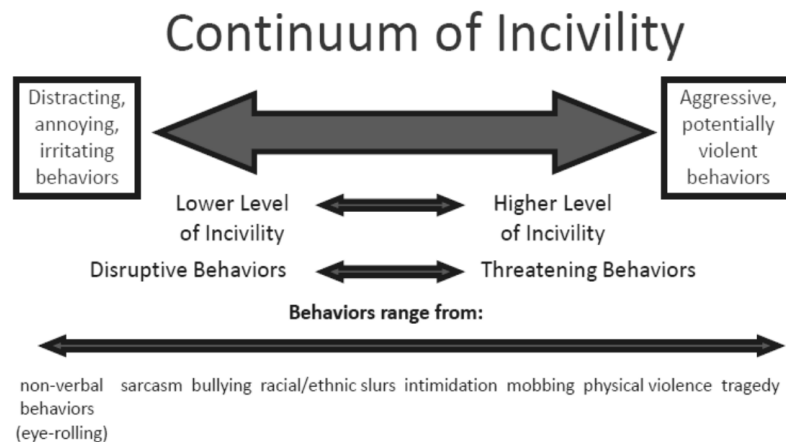 Continuum of Incivility
Distracting,
annoying,
irritating
behaviors
Aggressive,
potentially
violent
behaviors
Lower Level
of Incivility
Higher Level
of Incivility
Disruptive Behaviors
Threatening Behaviors
Behaviors range from:
non-verbal
behaviors
(eye-rolling)
sarcasm bullying racial/ethnic slurs intimidation mobbing physical violence tragedy